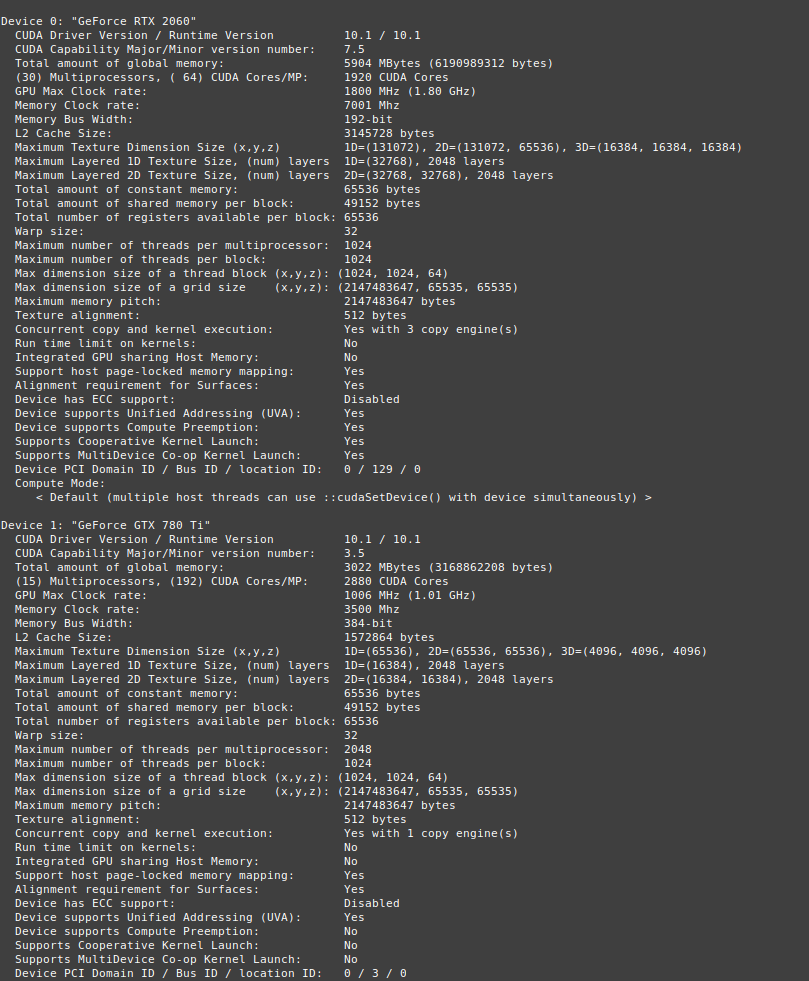 Device 0: "GeForce RTX 2060"
  CUDA Driver Version / Runtime Version          10.1 / 10.1
  CUDA Capability Major/Minor version number:    7.5
  Total amount of global memory:                 5904 MBytes (6190989312 bytes)
  (30) Multiprocessors, ( 64) CUDA Cores/MP:     1920 CUDA Cores
  GPU Max Clock rate:                            1800 MHz (1.80 GHz)
  Memory Clock rate:                             7001 Mhz
  Memory Bus Width:                              192-bit
  L2 Cache Size:                                 3145728 bytes
  Maximum Texture Dimension Size (x,y,z)         1D=(131072), 2D=(131072, 65536), 3D=(16384, 16384, 16384)
  Maximum Layered 1D Texture Size, (num) layers  1D=(32768), 2048 layers
  Maximum Layered 2D Texture Size, (num) layers  2D=(32768, 32768), 2048 layers
  Total amount of constant memory:               65536 bytes
  Total amount of shared memory per block:       49152 bytes
  Total number of registers available per block: 65536
  Warp size:                                     32
  Maximum number of threads per multiprocessor:  1024
  Maximum number of threads per block:           1024
  Max dimension size of a thread block (x,y,z): (1024, 1024, 64)
  Max dimension size of a grid size    (x,y,z): (2147483647, 65535, 65535)
  Maximum memory pitch:                          2147483647 bytes
  Texture alignment:                             512 bytes
  Concurrent copy and kernel execution:          Yes with 3 copy engine(s)
  Run time limit on kernels:                     No
  Integrated GPU sharing Host Memory:            No
  Support host page-locked memory mapping:       Yes
  Alignment requirement for Surfaces:            Yes
  Device has ECC support:                        Disabled
  Device supports Unified Addressing (UVA):      Yes
  Device supports Compute Preemption:            Yes
  Supports Cooperative Kernel Launch:            Yes
  Supports MultiDevice Co-op Kernel Launch:      Yes
  Device PCI Domain ID / Bus ID / location ID:   0 / 129 / 0
  Compute Mode:
     < Default (multiple host threads can use ::cudaSetDevice() with device simultaneously) >
Device 1: "GeForce GTX 780 Ti"
  CUDA Driver Version / Runtime Version          10.1 / 10.1
  CUDA Capability Major/Minor version number:    3.5
  Total amount of global memory:                 3022 MBytes (3168862208 bytes)
  (15) Multiprocessors, (192) CUDA Cores/MP:     2880 CUDA Cores
  GPU Max Clock rate:                            1006 MHz (1.01 GHz)
  Memory Clock rate:                             3500 Mhz
  Memory Bus Width:                              384-bit
  L2 Cache Size:                                 1572864 bytes
  Maximum Texture Dimension Size (x,y,z)         1D=(65536), 2D=(65536, 65536), 3D=(4096, 4096, 4096)
  Maximum Layered 1D Texture Size, (num) layers  1D=(16384), 2048 layers
  Maximum Layered 2D Texture Size, (num) layers  2D=(16384, 16384), 2048 layers
  Total amount of constant memory:               65536 bytes
  Total amount of shared memory per block:       49152 bytes
  Total number of registers available per block: 65536
  Warp size:                                     32
  Maximum number of threads per multiprocessor:  2048
  Maximum number of threads per block:           1024
  Max dimension size of a thread block (x,y,z): (1024, 1024, 64)
  Max dimension size of a grid size    (x,y,z): (2147483647, 65535, 65535)
  Maximum memory pitch:                          2147483647 bytes
  Texture alignment:                             512 bytes
  Concurrent copy and kernel execution:          Yes with 1 copy engine(s)
  Run time limit on kernels:                     No
  Integrated GPU sharing Host Memory:            No
  Support host page-locked memory mapping:       Yes
  Alignment requirement for Surfaces:            Yes
  Device has ECC support:                        Disabled
  Device supports Unified Addressing (UVA):      Yes
  Device supports Compute Preemption:            No
  Supports Cooperative Kernel Launch:            No
  Supports MultiDevice Co-op Kernel Launch:      No
  Device PCI Domain ID / Bus ID / location ID:   0 / 3 / 0